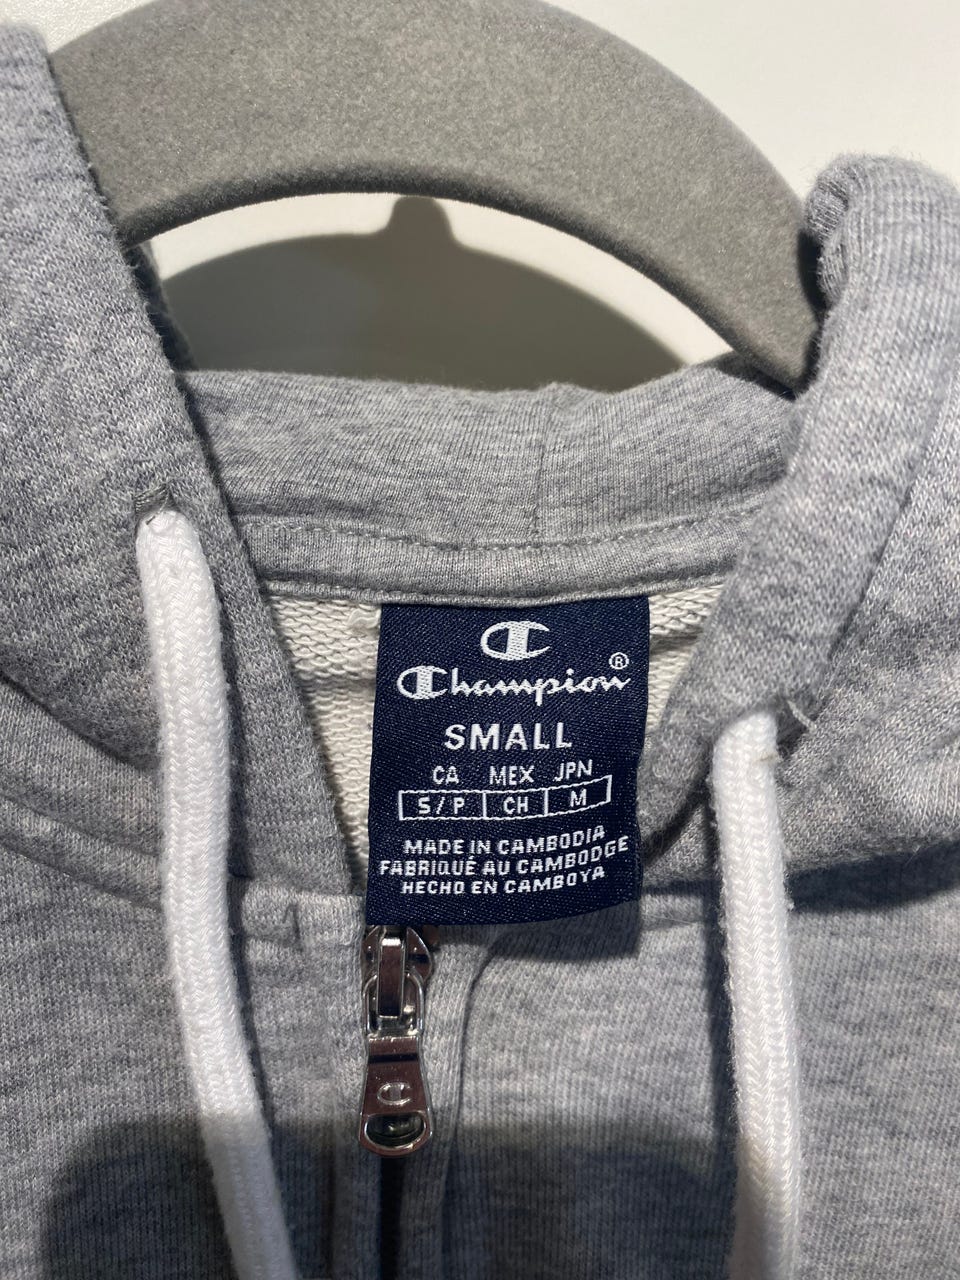 Champion®
SMALL
CA MEX JPN
S/P CH M
MADE IN CAMBODIA
FABRIQUÉ AU CAMBODGE
HECHO EN CAMBOYA